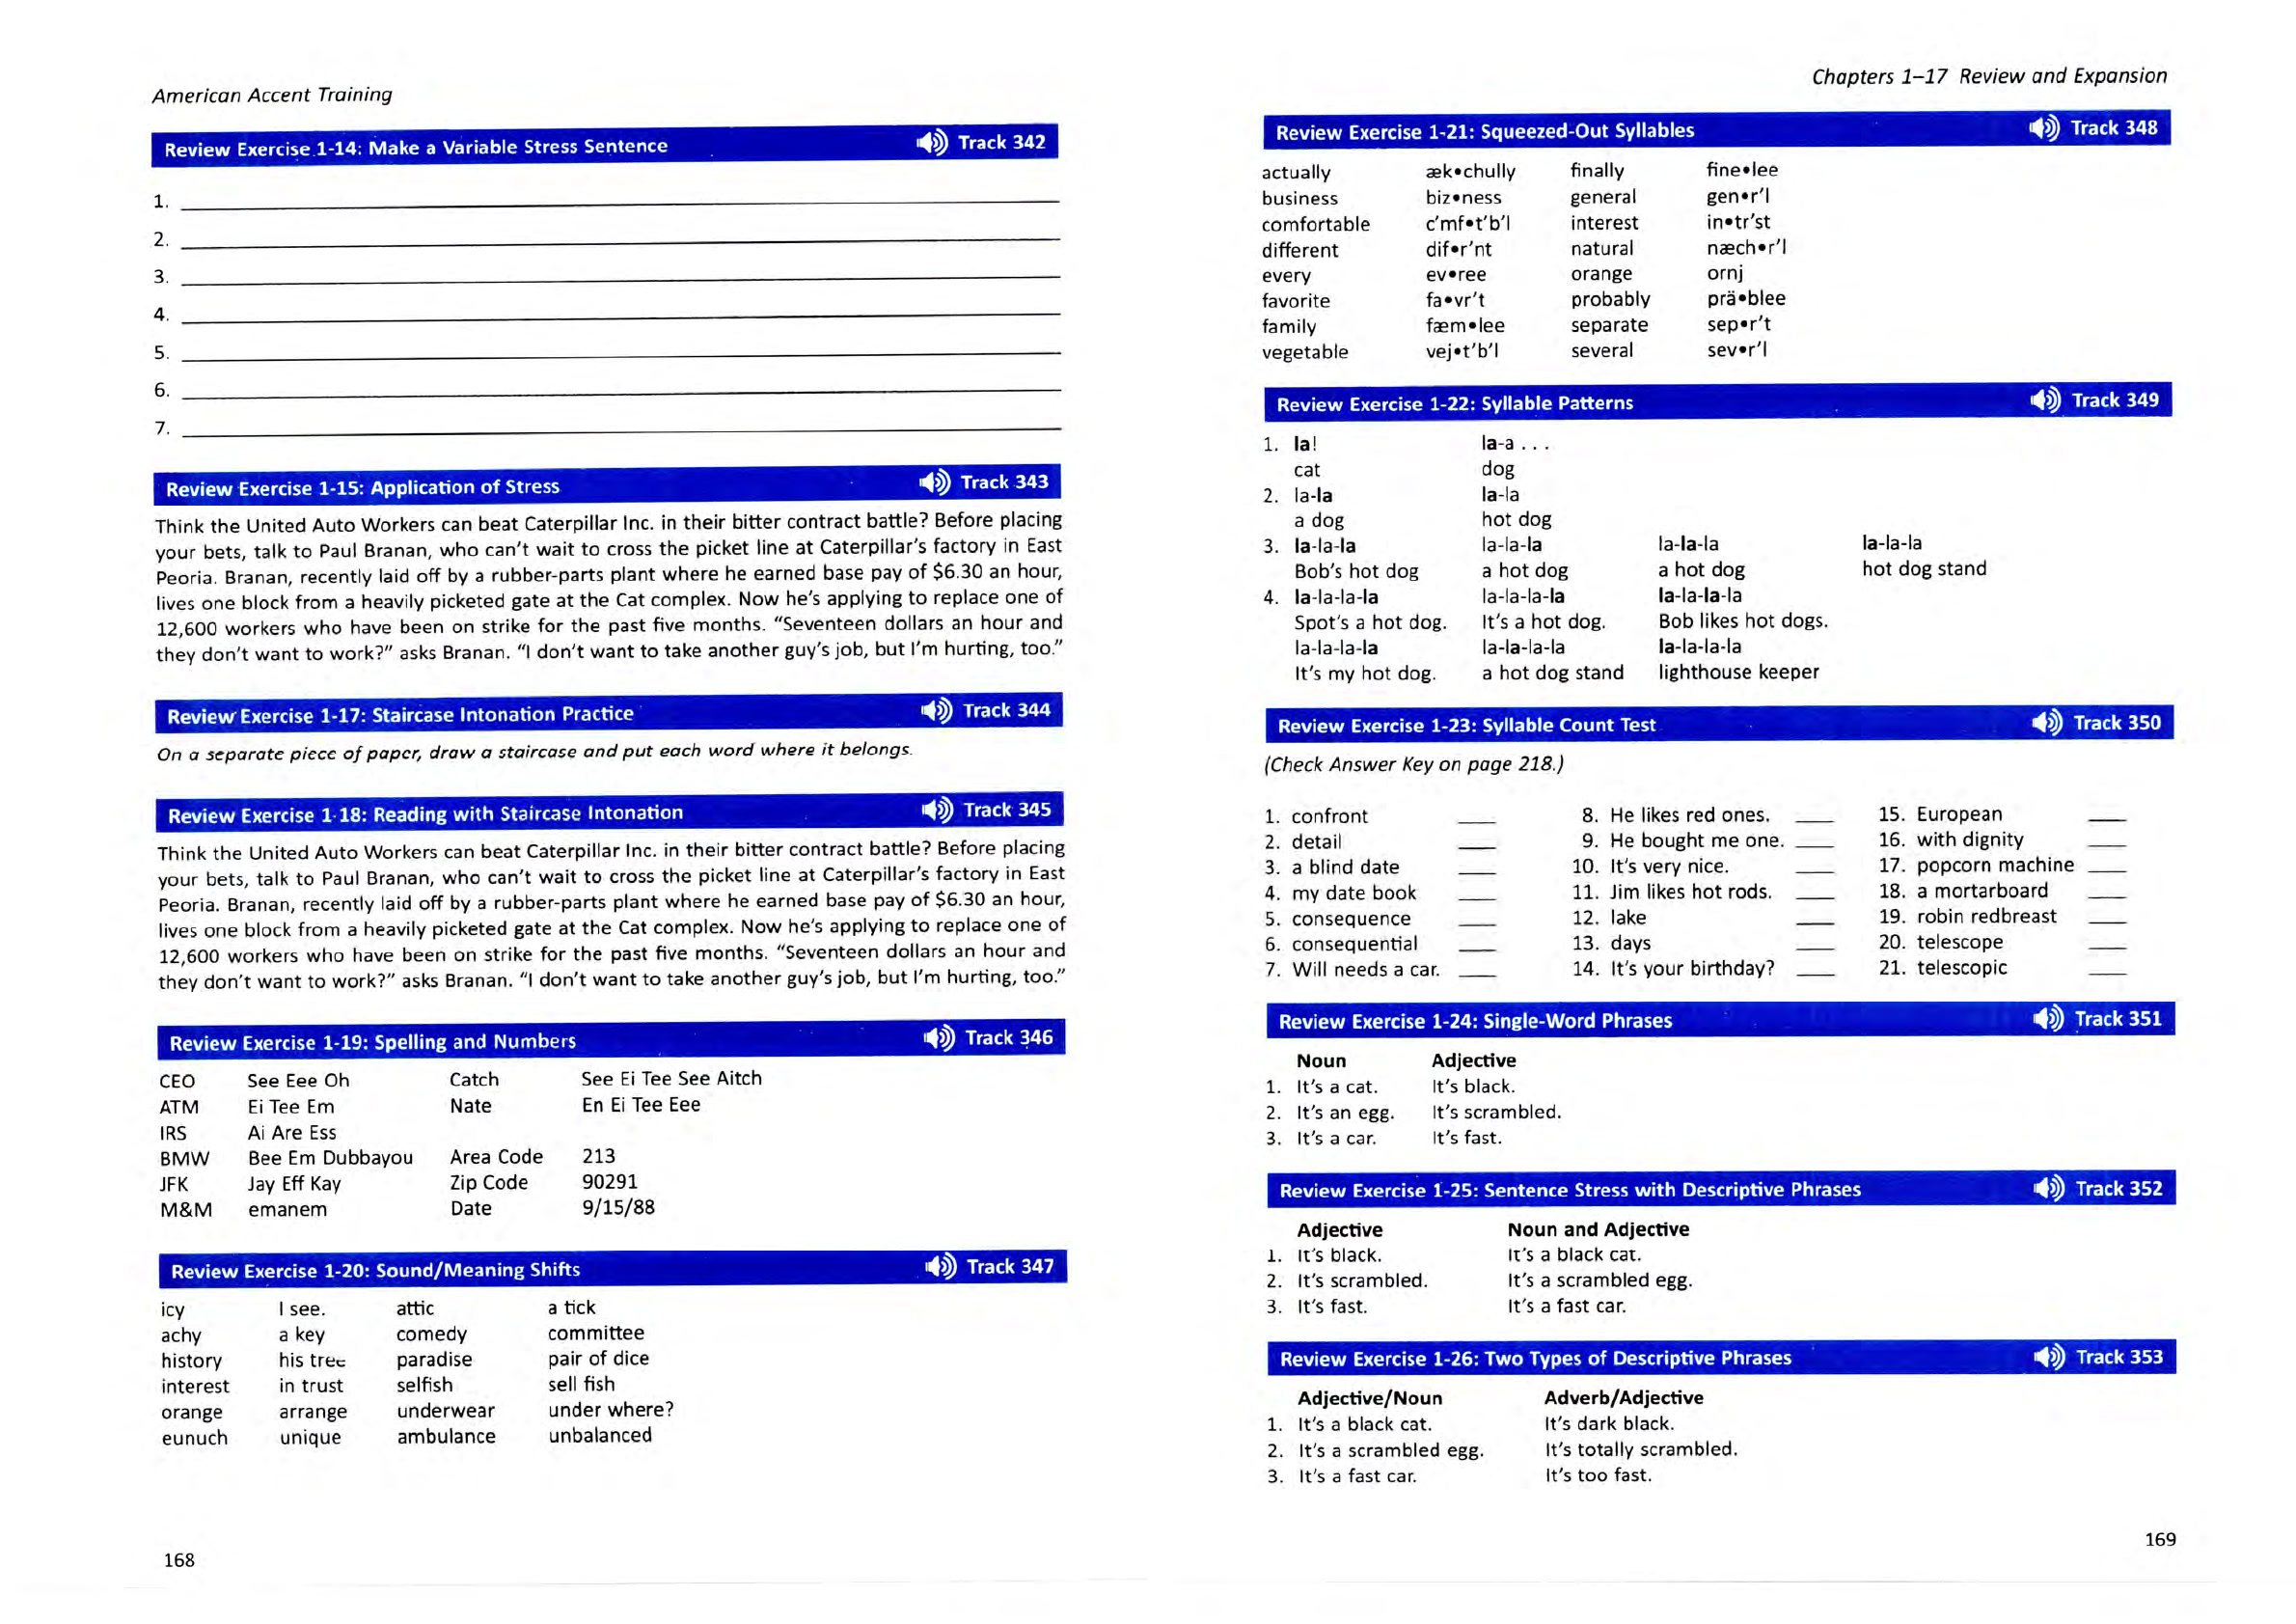 American Accent Training
Review Exercise 1-14: Make a Variable Stress Sentence Track 342
1.
2.
3.
4.
5.
6.
7.
Review Exercise 1-15: Application of Stress Track 343
Think the United Auto Workers can beat Caterpillar Inc. in their bitter contract battle? Before placing
your bets, talk to Paul Branan, who can't wait to cross the picket line at Caterpillar's factory in East
Peoria. Branan, recently laid off by a rubber-parts plant where he earned base pay of $6.30 an hour,
lives one block from a heavily picketed gate at the Cat complex. Now he's applying to replace one of
12,600 workers who have been on strike for the past five months. "Seventeen dollars an hour and
they don't want to work?" asks Branan. "I don't want to take another guy's job, but I'm hurting, too."
Review Exercise 1-17: Staircase Intonation Practice Track 344
On a separate piece of paper, draw a staircase and put each word where it belongs.
Review Exercise 1-18: Reading with Staircase Intonation Track 345
Think the United Auto Workers can beat Caterpillar Inc. in their bitter contract battle? Before placing
your bets, talk to Paul Branan, who can't wait to cross the picket line at Caterpillar's factory in East
Peoria. Branan, recently laid off by a rubber-parts plant where he earned base pay of $6.30 an hour,
lives one block from a heavily picketed gate at the Cat complex. Now he's applying to replace one of
12,600 workers who have been on strike for the past five months. "Seventeen dollars an hour and
they don't want to work?" asks Branan. "I don't want to take another guy's job, but I'm hurting, too."
Review Exercise 1-19: Spelling and Numbers Track 346
CEO See Eee Oh Catch See Ei Tee See Aitch
ATM Ei Tee Em Nate En Ei Tee Eee
IRS Ai Are Ess
BMW Bee Em Dubbayou Area Code 213
JFK Jay Eff Kay Zip Code 90291
M&M emanem Date 9/15/88
Review Exercise 1-20: Sound/Meaning Shifts Track 347
icy I see. attic a tick
achy a key comedy committee
history his tree paradise pair of dice
interest in trust selfish sell fish
orange arrange underwear under where?
eunuch unique ambulance unbalanced
168
Chapters 1–17 Review and Expansion
Review Exercise 1-21: Squeezed-Out Syllables Track 348
actually æk•chully finally fine•lee
business biz•ness general gen•r'l
comfortable c'mf•t'b'l interest in•tr'st
different dif•r'nt natural næch•r'l
every ev•ree orange ornj
favorite fa•vr't probably prä•blee
family fæm•lee separate sep•r't
vegetable vej•t'b'l several sev•r'l
Review Exercise 1-22: Syllable Patterns Track 349
1. la! la-a . . .
cat dog
2. la-la la-la
a dog hot dog
3. la-la-la la-la-la la-la-la la-la-la
Bob's hot dog a hot dog a hot dog hot dog stand
4. la-la-la-la la-la-la-la la-la-la-la
Spot's a hot dog. It's a hot dog. Bob likes hot dogs.
la-la-la-la la-la-la-la la-la-la-la
It's my hot dog. a hot dog stand lighthouse keeper
Review Exercise 1-23: Syllable Count Test Track 350
(Check Answer Key on page 218.)
1. confront 8. He likes red ones. 15. European
2. detail 9. He bought me one. 16. with dignity
3. a blind date 10. It's very nice. 17. popcorn machine
4. my date book 11. Jim likes hot rods. 18. a mortarboard
5. consequence 12. lake 19. robin redbreast
6. consequential 13. days 20. telescope
7. Will needs a car. 14. It's your birthday? 21. telescopic
Review Exercise 1-24: Single-Word Phrases Track 351
Noun Adjective
1. It's a cat. It's black.
2. It's an egg. It's scrambled.
3. It's a car. It's fast.
Review Exercise 1-25: Sentence Stress with Descriptive Phrases Track 352
Adjective Noun and Adjective
1. It's black. It's a black cat.
2. It's scrambled. It's a scrambled egg.
3. It's fast. It's a fast car.
Review Exercise 1-26: Two Types of Descriptive Phrases Track 353
Adjective/Noun Adverb/Adjective
1. It's a black cat. It's dark black.
2. It's a scrambled egg. It's totally scrambled.
3. It's a fast car. It's too fast.
169